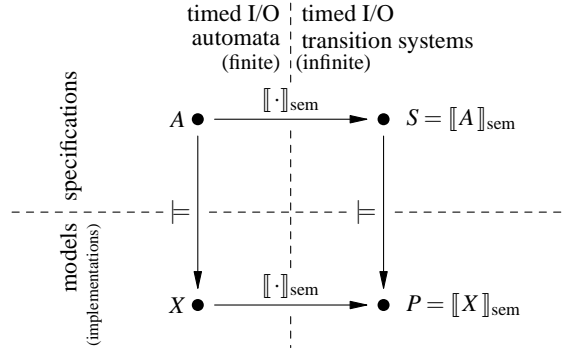 timed I/O
automata
(finite)
timed I/O
transition systems
(infinite)
specifications
A
⟦·⟧sem
S = ⟦A⟧sem
⊨
⊨
models
(implementations)
X
⟦·⟧sem
P = ⟦X⟧sem